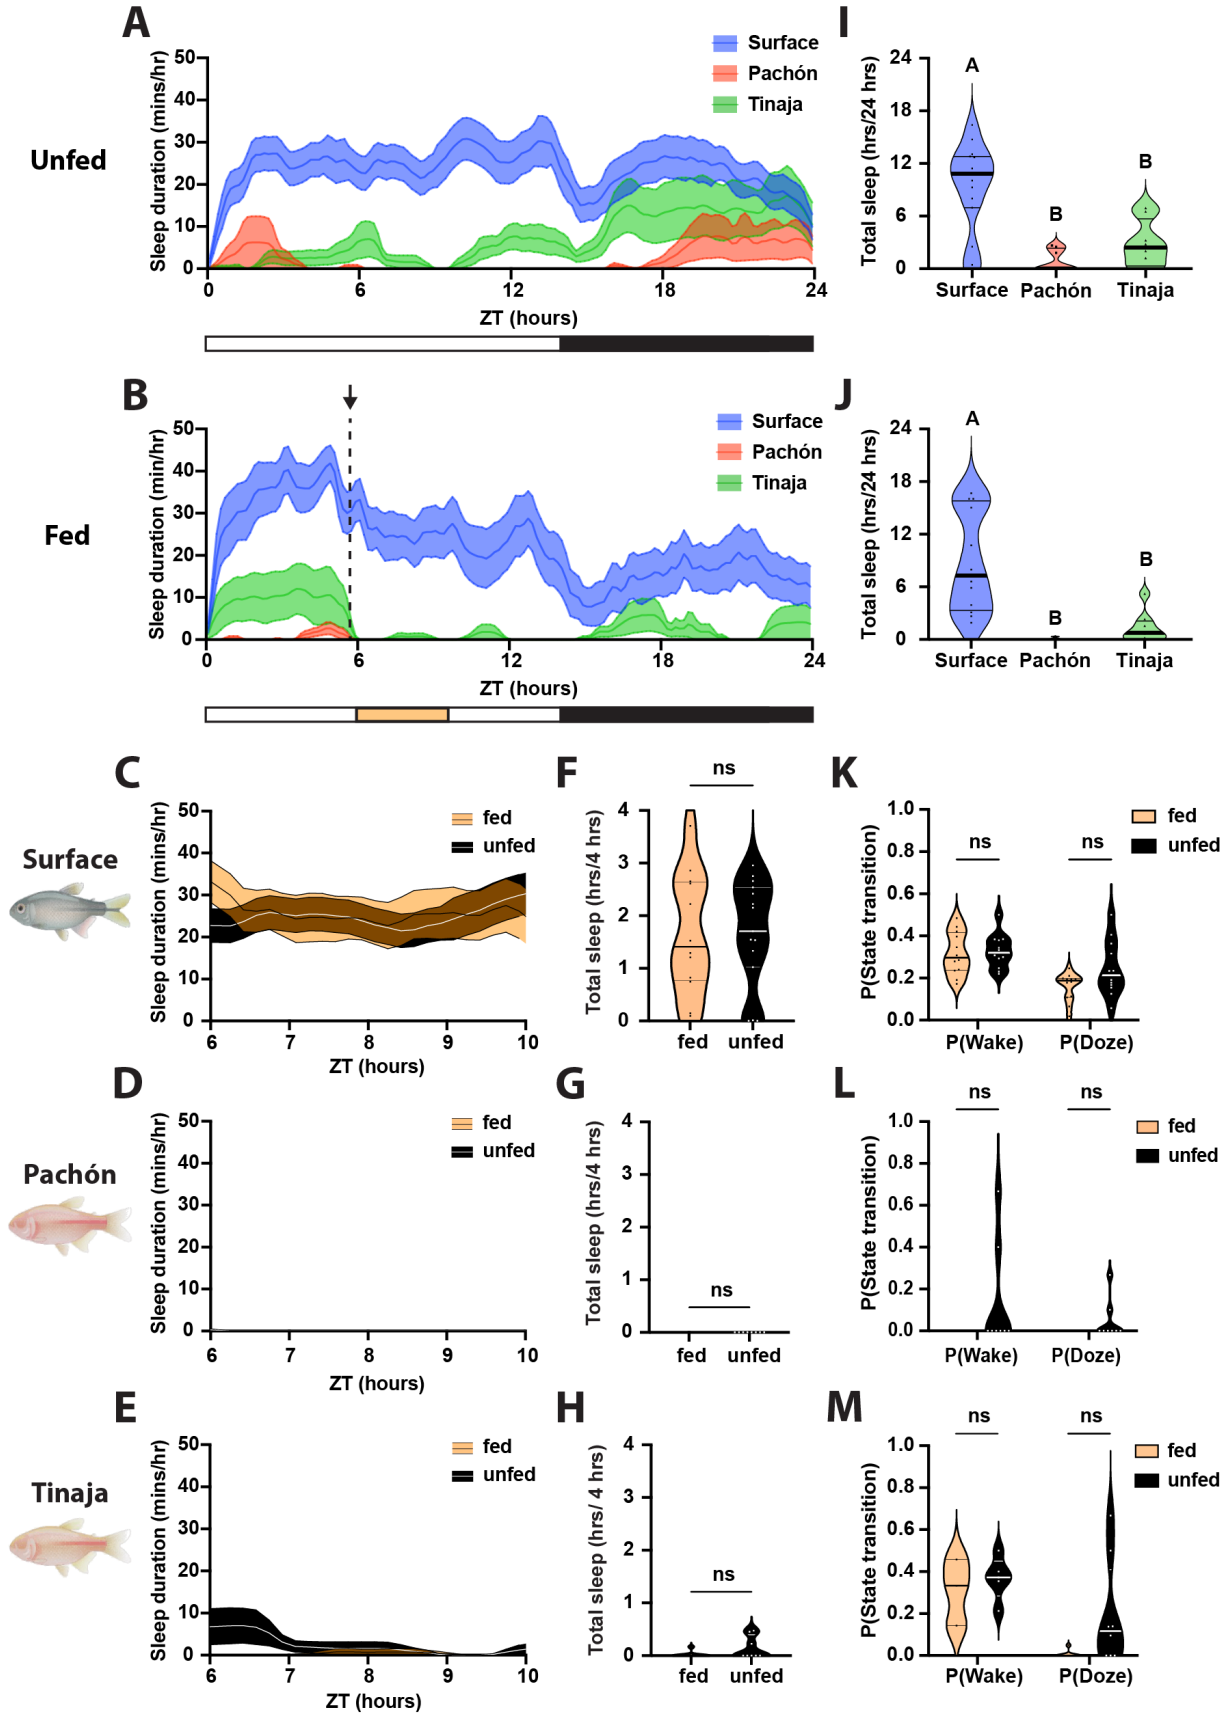 A
I
Surface
Pachón
Tinaja
Unfed
Sleep duration (mins/hr)
50
40
30
20
10
0
0
6
12
18
24
ZT (hours)
Total sleep (hrs/24 hrs)
24
18
12
6
0
A
B
B
Surface
Pachón
Tinaja
B
J
Surface
Pachón
Tinaja
Fed
Sleep duration (min/hr)
50
40
30
20
10
0
0
6
12
18
24
ZT (hours)
Total sleep (hrs/24 hrs)
24
18
12
6
0
A
B
B
Surface
Pachón
Tinaja
C
F
K
Surface
Sleep duration (mins/hr)
50
40
30
20
10
0
fed
unfed
6
7
8
9
10
ZT (hours)
Total sleep (hrs/4 hrs)
4
3
2
1
0
ns
fed
unfed
P(State transition)
1.0
0.8
0.6
0.4
0.2
0.0
ns
ns
fed
unfed
P(Wake)
P(Doze)
D
G
L
Pachón
Sleep duration (mins/hr)
50
40
30
20
10
0
fed
unfed
6
7
8
9
10
ZT (hours)
Total sleep (hrs/4 hrs)
4
3
2
1
0
ns
fed
unfed
P(State transition)
1.0
0.8
0.6
0.4
0.2
0.0
ns
ns
fed
unfed
P(Wake)
P(Doze)
E
H
M
Tinaja
Sleep duration (mins/hr)
50
40
30
20
10
0
fed
unfed
6
7
8
9
10
ZT (hours)
Total sleep (hrs/ 4 hrs)
4
3
2
1
0
ns
fed
unfed
P(State transition)
1.0
0.8
0.6
0.4
0.2
0.0
ns
ns
fed
unfed
P(Wake)
P(Doze)